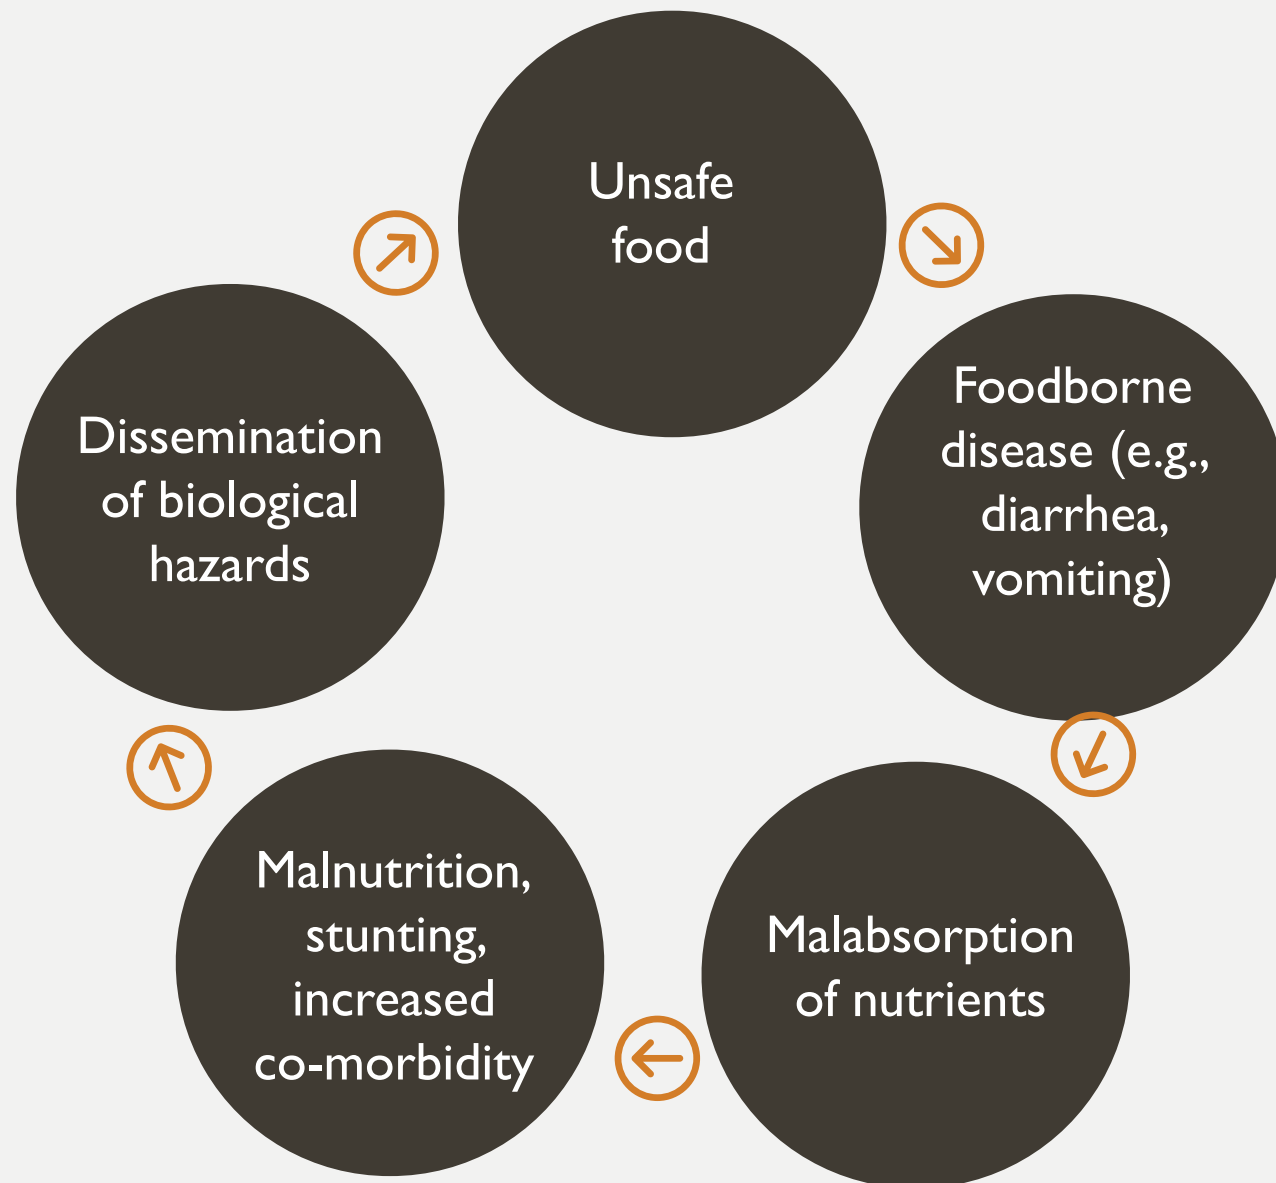 Unsafe
food
Foodborne
disease (e.g.,
diarrhea,
vomiting)
Malabsorption
of nutrients
Malnutrition,
stunting,
increased
co-morbidity
Dissemination
of biological
hazards